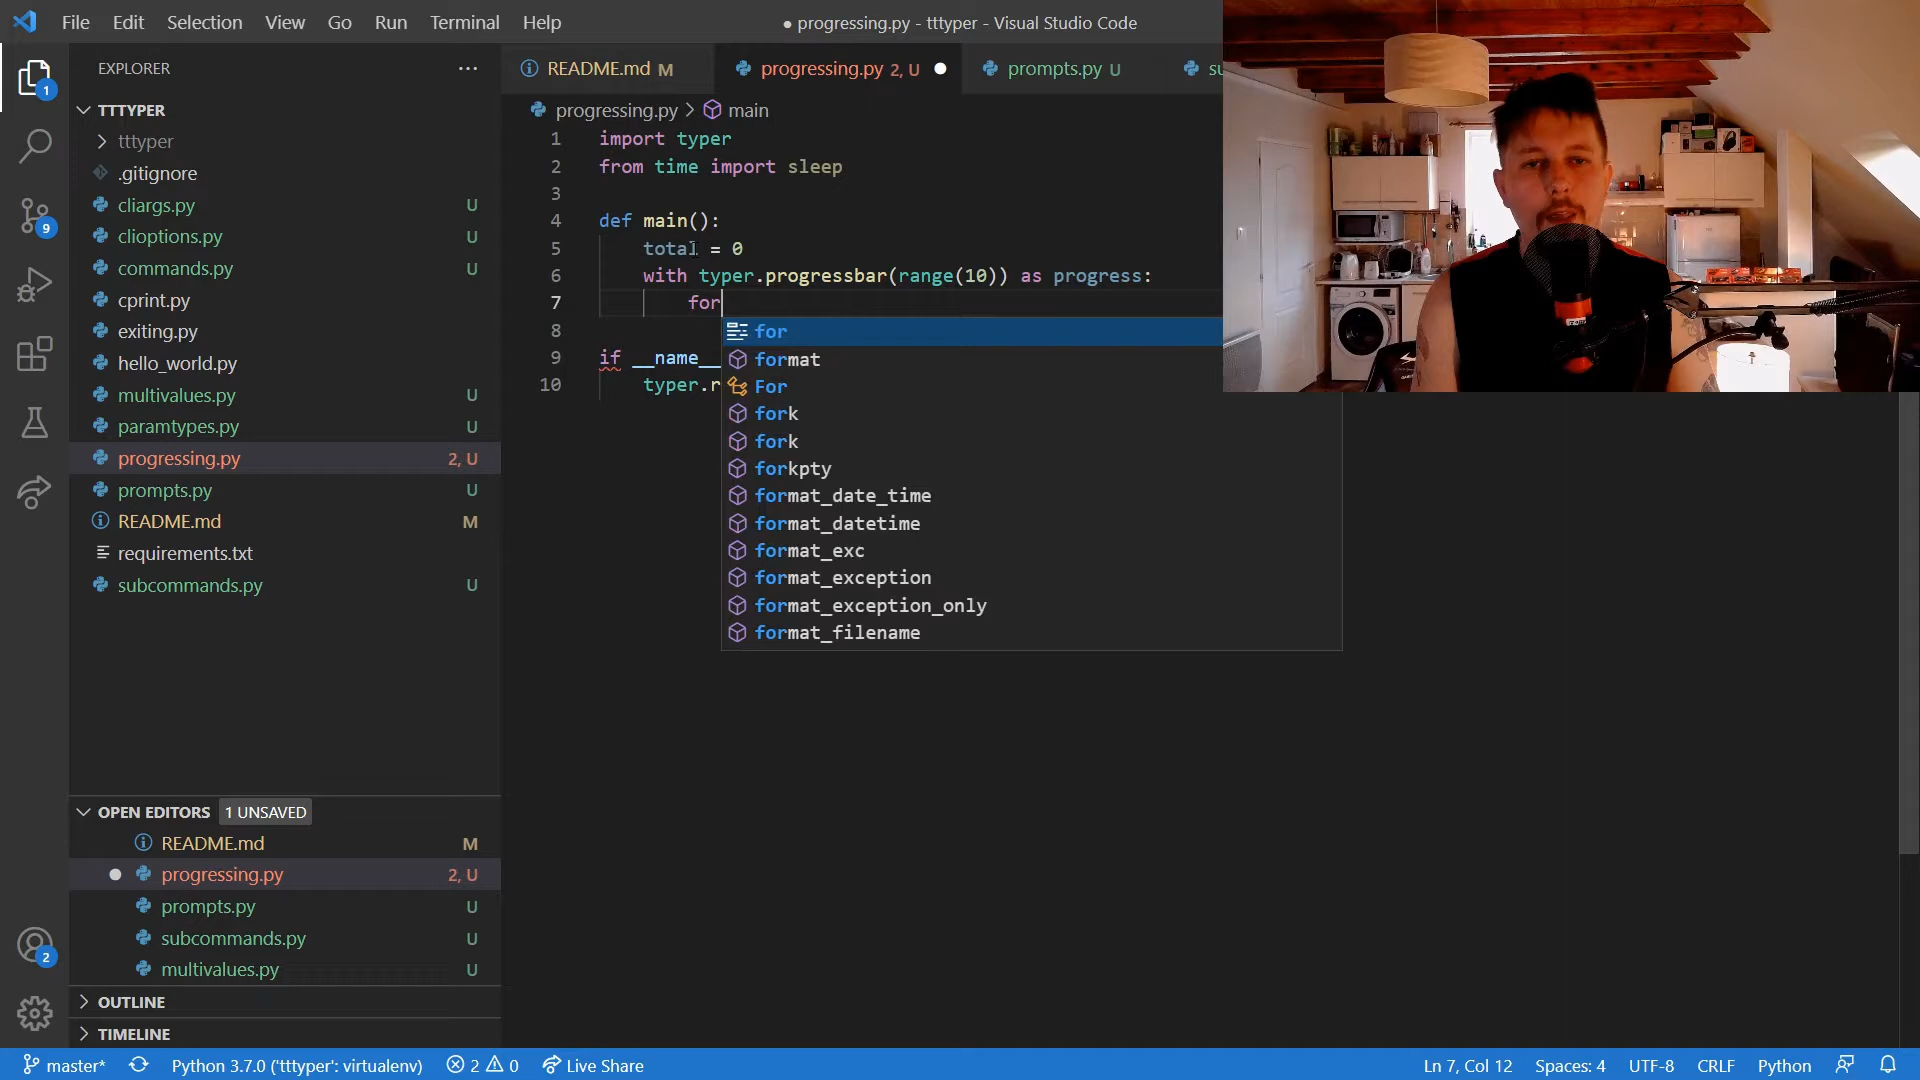 File Edit Selection View Go Run Terminal Help
● progressing.py - tttyper - Visual Studio Code
EXPLORER
README.md M
progressing.py 2, U
prompts.py U
su
TTTYPER
tttyper
.gitignore
cliargs.py U
clioptions.py U
commands.py U
cprint.py
exiting.py
hello_world.py
multivalues.py U
paramtypes.py U
progressing.py 2, U
prompts.py U
README.md M
requirements.txt
subcommands.py U
OPEN EDITORS 1 UNSAVED
README.md M
progressing.py 2, U
prompts.py U
subcommands.py U
multivalues.py U
OUTLINE
TIMELINE
1
9
2
progressing.py > main
1 import typer
2 from time import sleep
3
4 def main():
5 total = 0
6 with typer.progressbar(range(10)) as progress:
7 for
8
9 if __name__
10 typer.r
for
format
For
fork
fork
forkpty
format_date_time
format_datetime
format_exc
format_exception
format_exception_only
format_filename
master* Python 3.7.0 ('tttyper': virtualenv) 2 0 Live Share
Ln 7, Col 12 Spaces: 4 UTF-8 CRLF Python